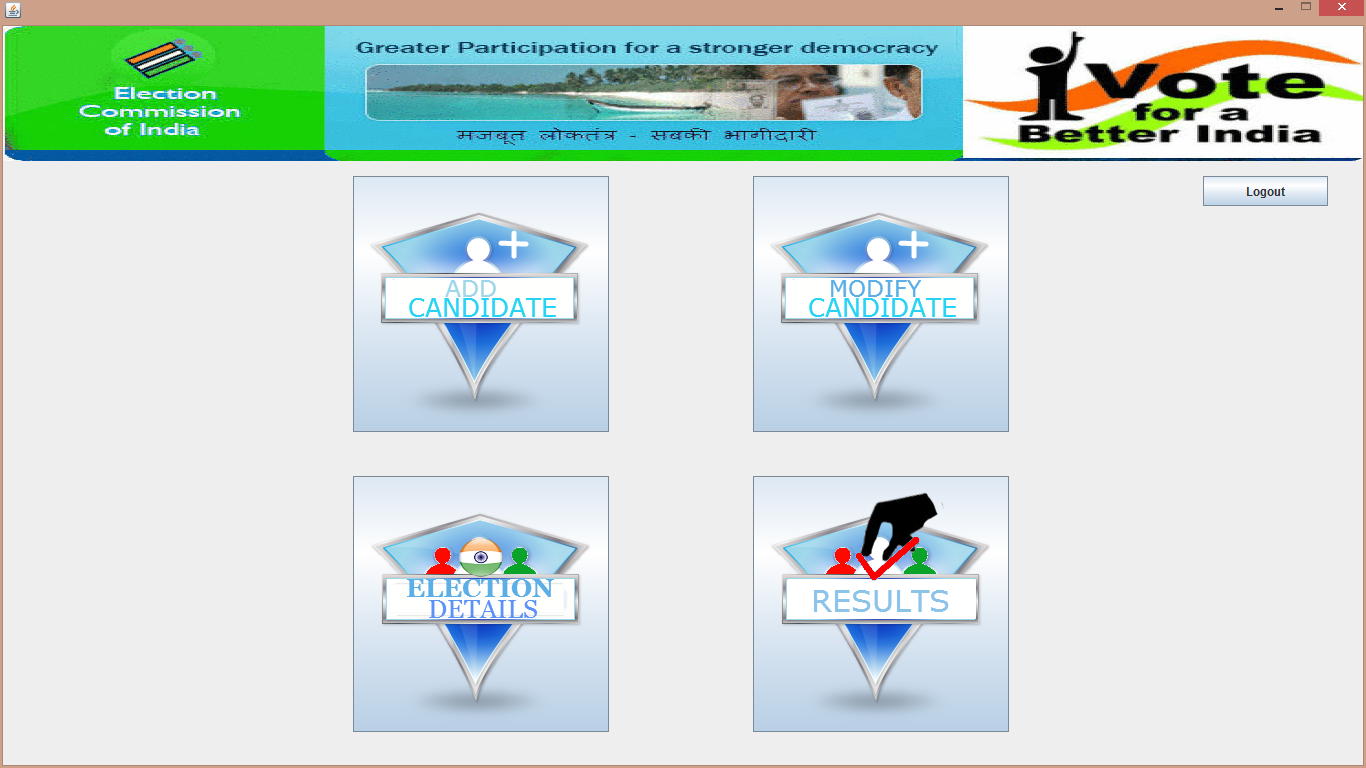 Election
Commission
of India
Greater Participation for a stronger democracy
मजबूत लोकतंत्र - सबकी भागीदारी
iVote
for a
Better India
Logout
ADD
CANDIDATE
MODIFY
CANDIDATE
ELECTION
DETAILS
RESULTS